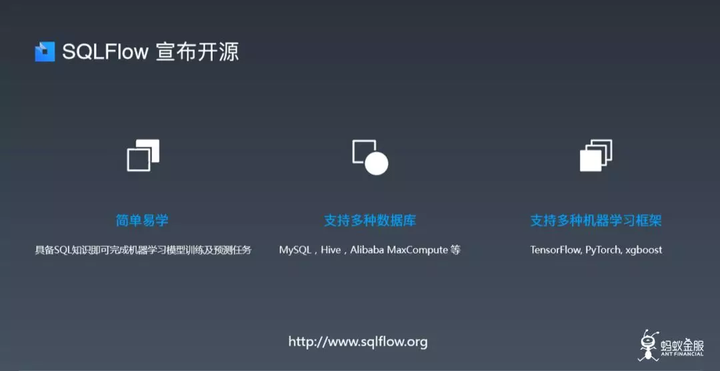 SQLFlow 宣布开源
简单易学
支持多种数据库
支持多种机器学习框架
具备SQL知识即可完成机器学习模型训练及预测任务
MySQL，Hive，Alibaba MaxCompute 等
TensorFlow, PyTorch, xgboost
http://www.sqlflow.org
蚂蚁金服
ANT FINANCIAL